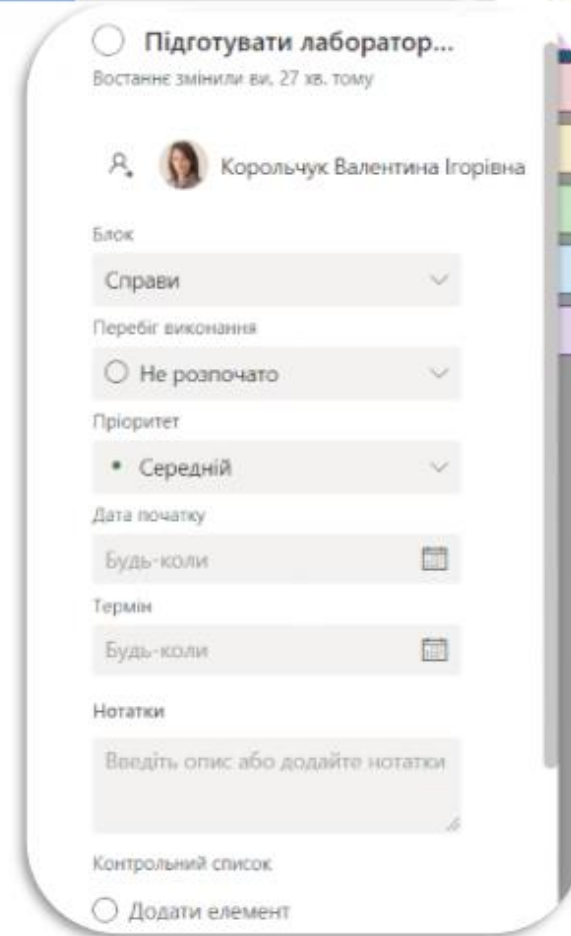 Підготувати лаборатор...
Востаннє змінили ви, 27 хв. тому
Корольчук Валентина Ігорівна
Блок
Справи
Перебіг виконання
Не розпочато
Пріоритет
Середній
Дата початку
Будь-коли
Термін
Будь-коли
Нотатки
Введіть опис або додайте нотатки
Контрольний список
Додати елемент